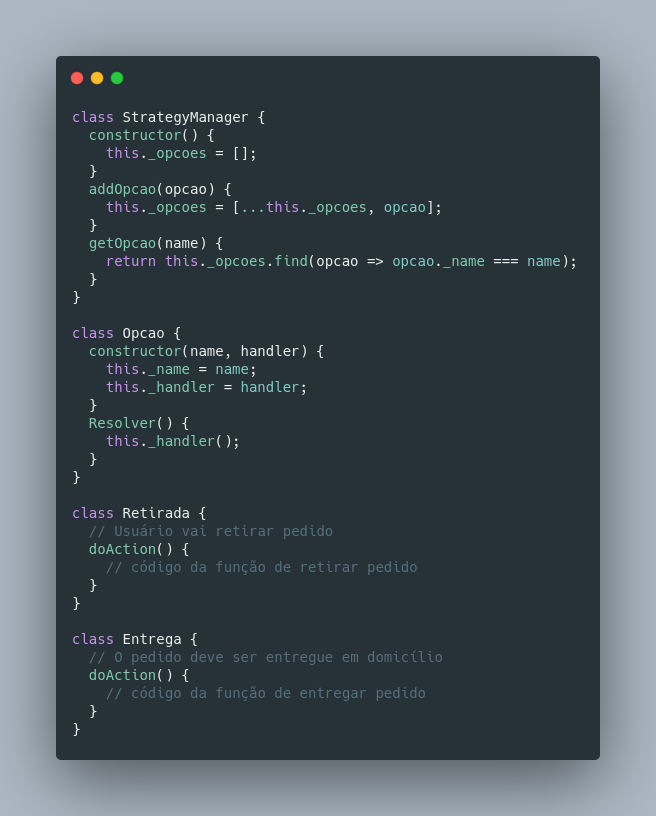 class StrategyManager {
  constructor() {
    this._opcoes = [];
  }
  addOpcao(opcao) {
    this._opcoes = [...this._opcoes, opcao];
  }
  getOpcao(name) {
    return this._opcoes.find(opcao => opcao._name === name);
  }
}

class Opcao {
  constructor(name, handler) {
    this._name = name;
    this._handler = handler;
  }
  Resolver() {
    this._handler();
  }
}

class Retirada {
  // Usuário vai retirar pedido
  doAction() {
    // código da função de retirar pedido
  }
}

class Entrega {
  // O pedido deve ser entregue em domicílio
  doAction() {
    // código da função de entregar pedido
  }
}